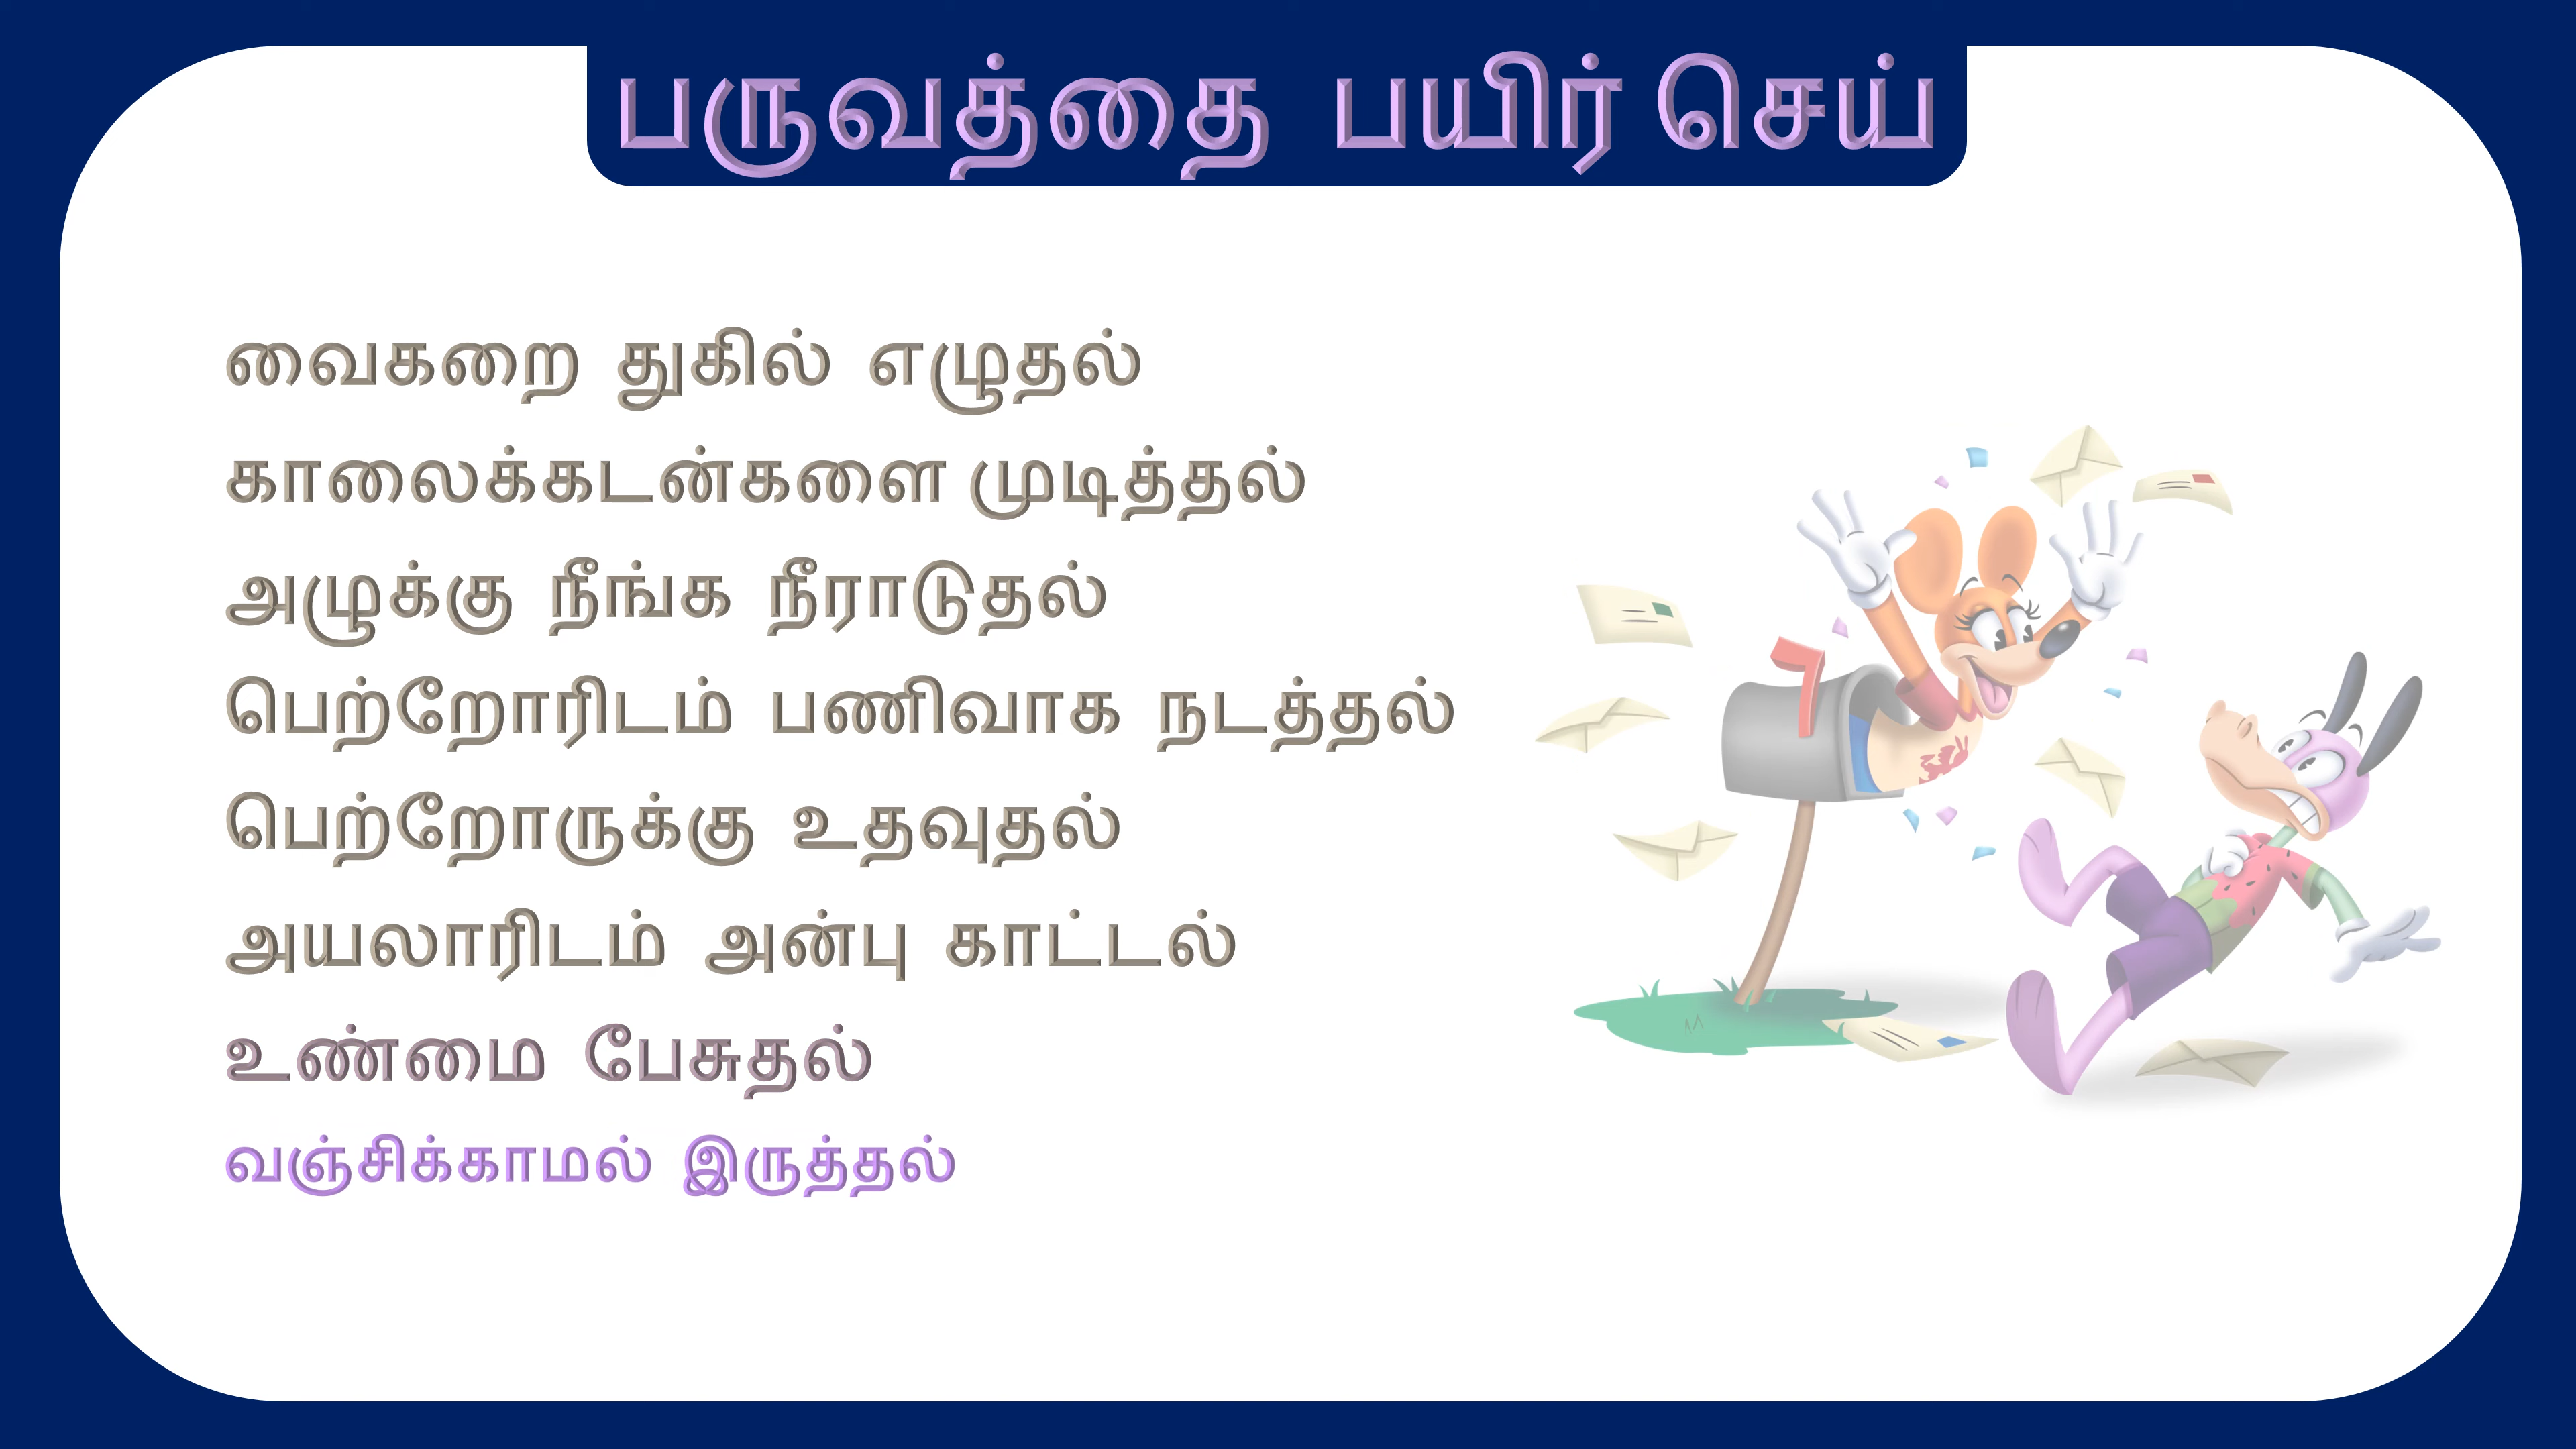 பருவத்தை பயிர் செய்
வைகறை துகில் எழுதல்
காலைக்கடன்களை முடித்தல்
அழுக்கு நீங்க நீராடுதல்
பெற்றோரிடம் பணிவாக நடத்தல்
பெற்றோருக்கு உதவுதல்
அயலாரிடம் அன்பு காட்டல்
உண்மை பேசுதல்
வஞ்சிக்காமல் இருத்தல்